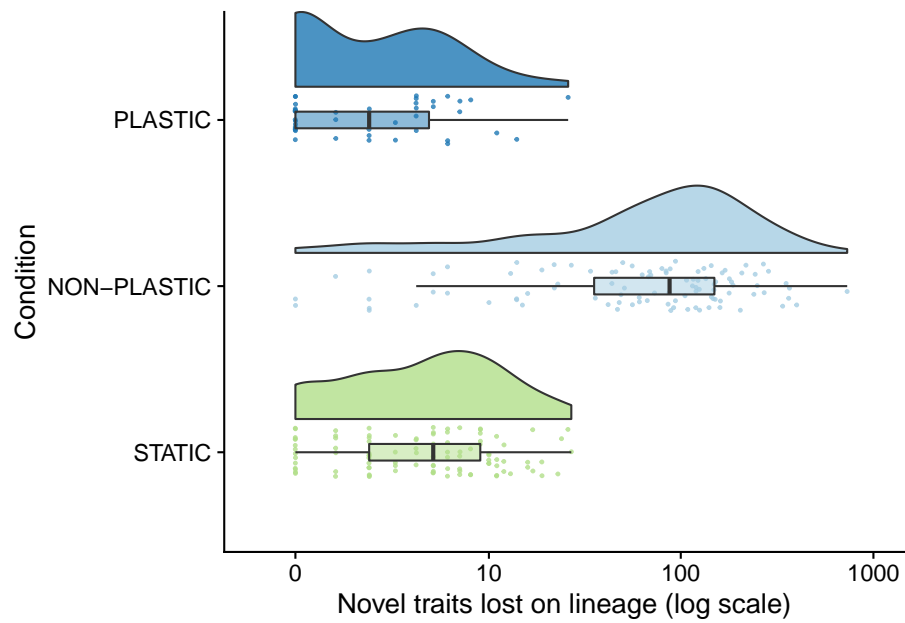 PLASTIC
NON−PLASTIC
STATIC
Condition
0 10 100 1000
Novel traits lost on lineage (log scale)